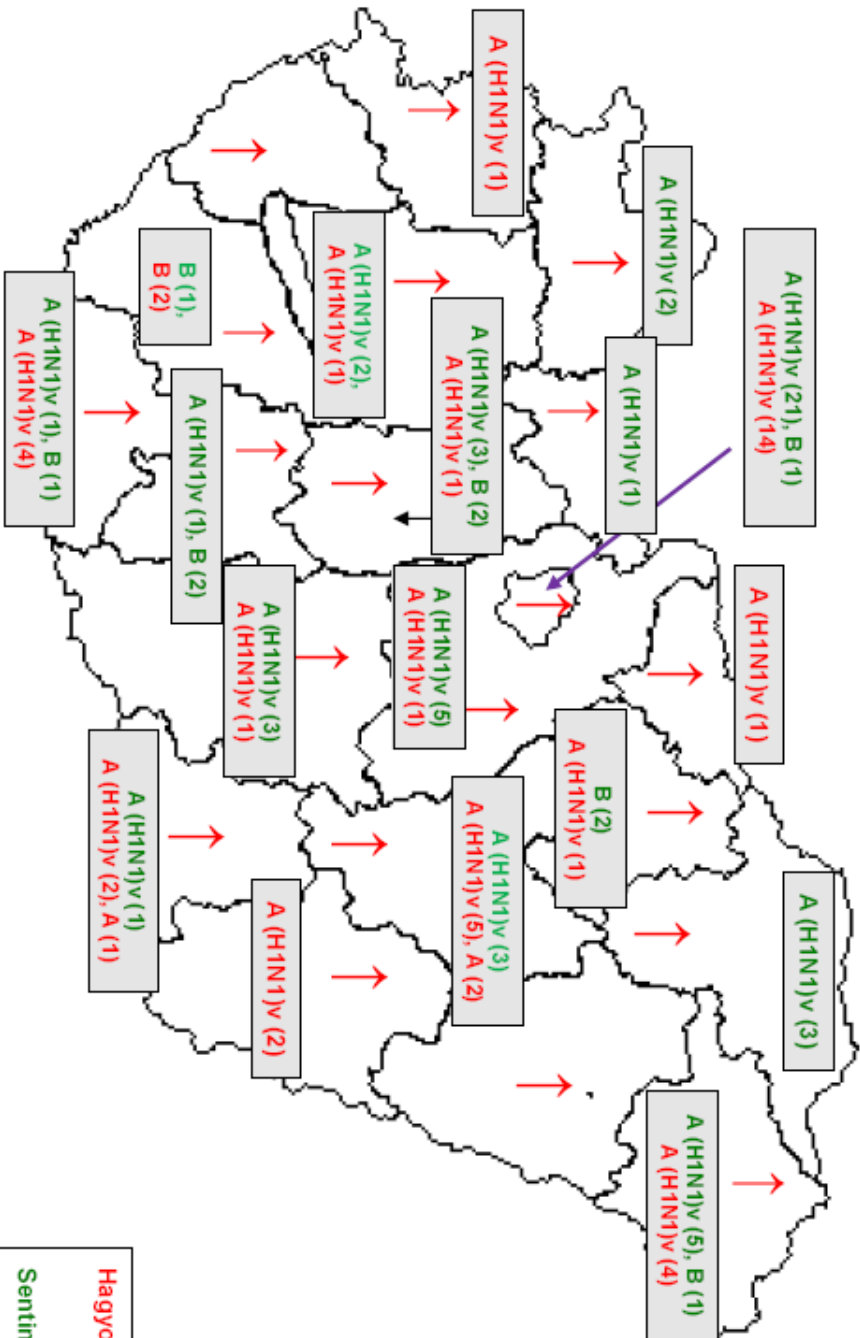 A (H1N1)v (21), B (1)
A (H1N1)v (14)
A (H1N1)v (1)
A (H1N1)v (3)
A (H1N1)v (2)
A (H1N1)v (1)
B (2)
A (H1N1)v (1)
A (H1N1)v (5), B (1)
A (H1N1)v (4)
A (H1N1)v (1)
A (H1N1)v (3), B (2)
A (H1N1)v (1)
A (H1N1)v (3)
A (H1N1)v (5), A (2)
A (H1N1)v (2),
A (H1N1)v (1)
A (H1N1)v (5)
A (H1N1)v (1)
B (1),
B (2)
A (H1N1)v (1), B (2)
A (H1N1)v (3)
A (H1N1)v (1)
A (H1N1)v (2)
A (H1N1)v (1), B (1)
A (H1N1)v (4)
A (H1N1)v (1)
A (H1N1)v (2), A (1)
Hagyo
Sentin